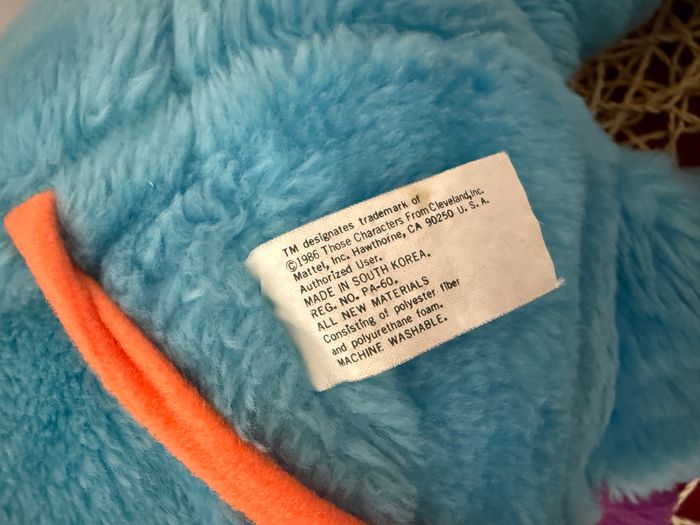 TM designates trademark of
©1986 Those Characters From Cleveland,Inc.
Mattel, Inc. Hawthorne, CA 90250 U. S. A.
Authorized User.
MADE IN SOUTH KOREA.
REG. NO. PA-60.
ALL NEW MATERIALS
Consisting of polyester fiber
and polyurethane foam.
MACHINE WASHABLE.